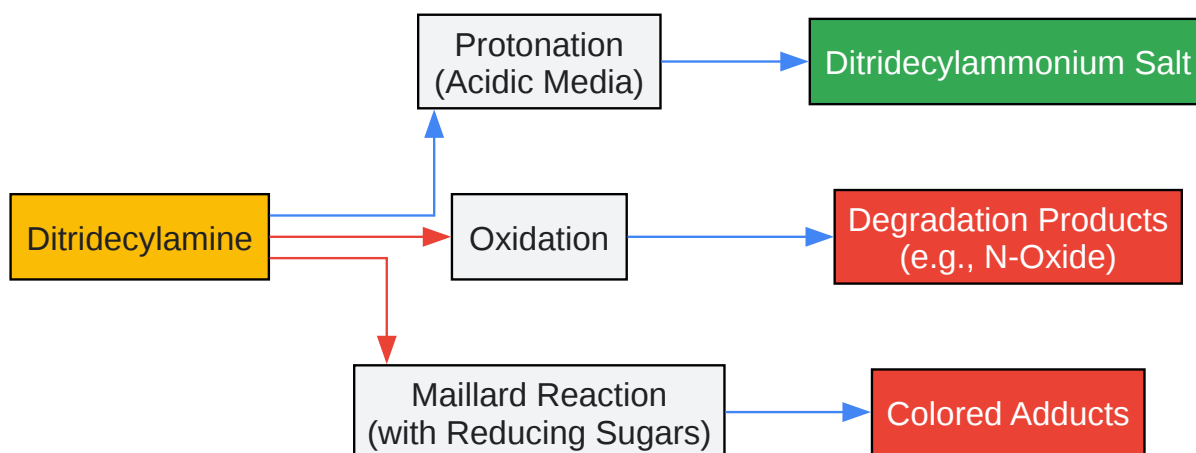 Protonation
(Acidic Media)
Ditridecylammonium Salt
Ditridecylamine
Oxidation
Degradation Products
(e.g., N-Oxide)
Maillard Reaction
(with Reducing Sugars)
Colored Adducts